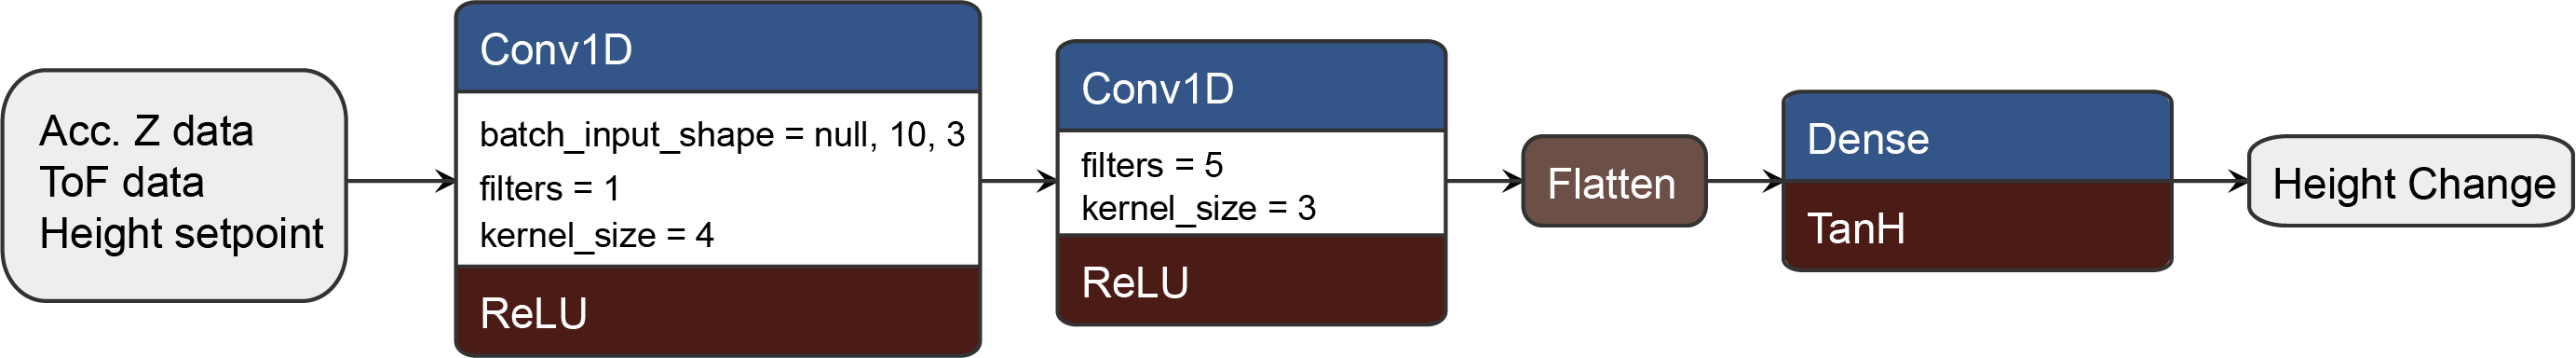 Acc. Z data
ToF data
Height setpoint
Conv1D
batch_input_shape = null, 10, 3
filters = 1
kernel_size = 4
ReLU
Conv1D
filters = 5
kernel_size = 3
ReLU
Flatten
Dense
TanH
Height Change